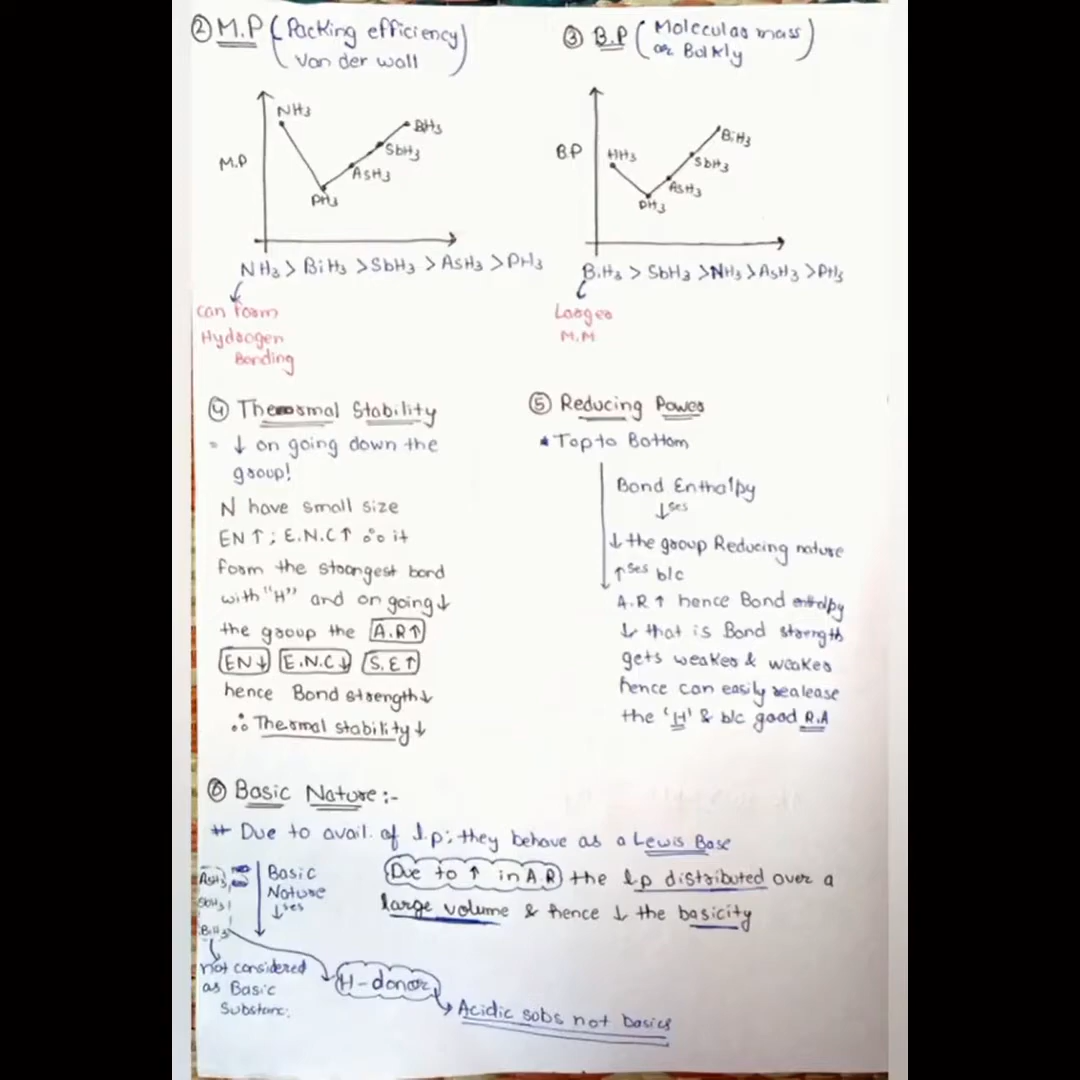 ② M.P (Packing efficiency)
Van der wall
③ B.P (Molecular mass
or Bulkly)
NH3
BiH3
SbH3
M.P
AsH3
PH3
NH3 > BiH3 > SbH3 > AsH3 > PH3
can form
Hydrogen
Bonding
BiH3
B.P
NH3
SbH3
AsH3
PH3
BiH3 > SbH3 > NH3 > AsH3 > PH3
Larger
M.M
④ Thermal Stability
= ↓ on going down the
group!
N have small size
EN↑; E.N.C↑ ∴ it
form the strongest bond
with "H" and on going↓
the group the A.R↑
EN↓ E.N.C↓ S.E↑
hence Bond strength↓
∴ Thermal stability↓
⑤ Reducing Power
* Top to Bottom
Bond Enthalpy
↓ses
↓ the group Reducing nature
↑ses b/c
A.R↑ hence Bond enthalpy
↓ that is Bond strength
gets weaker & weaker
hence can easily realease
the 'H' & b/c good R.A
⑥ Basic Nature:-
# Due to avail. of l.p; they behave as a Lewis Base
AsH3
SbH3
BiH3
Basic
Nature
↓ses
Due to ↑ in A.R the lp distributed over a
large volume & hence ↓ the basicity
not considered
as Basic
Substanc.
H-donor
Acidic sobs not basics